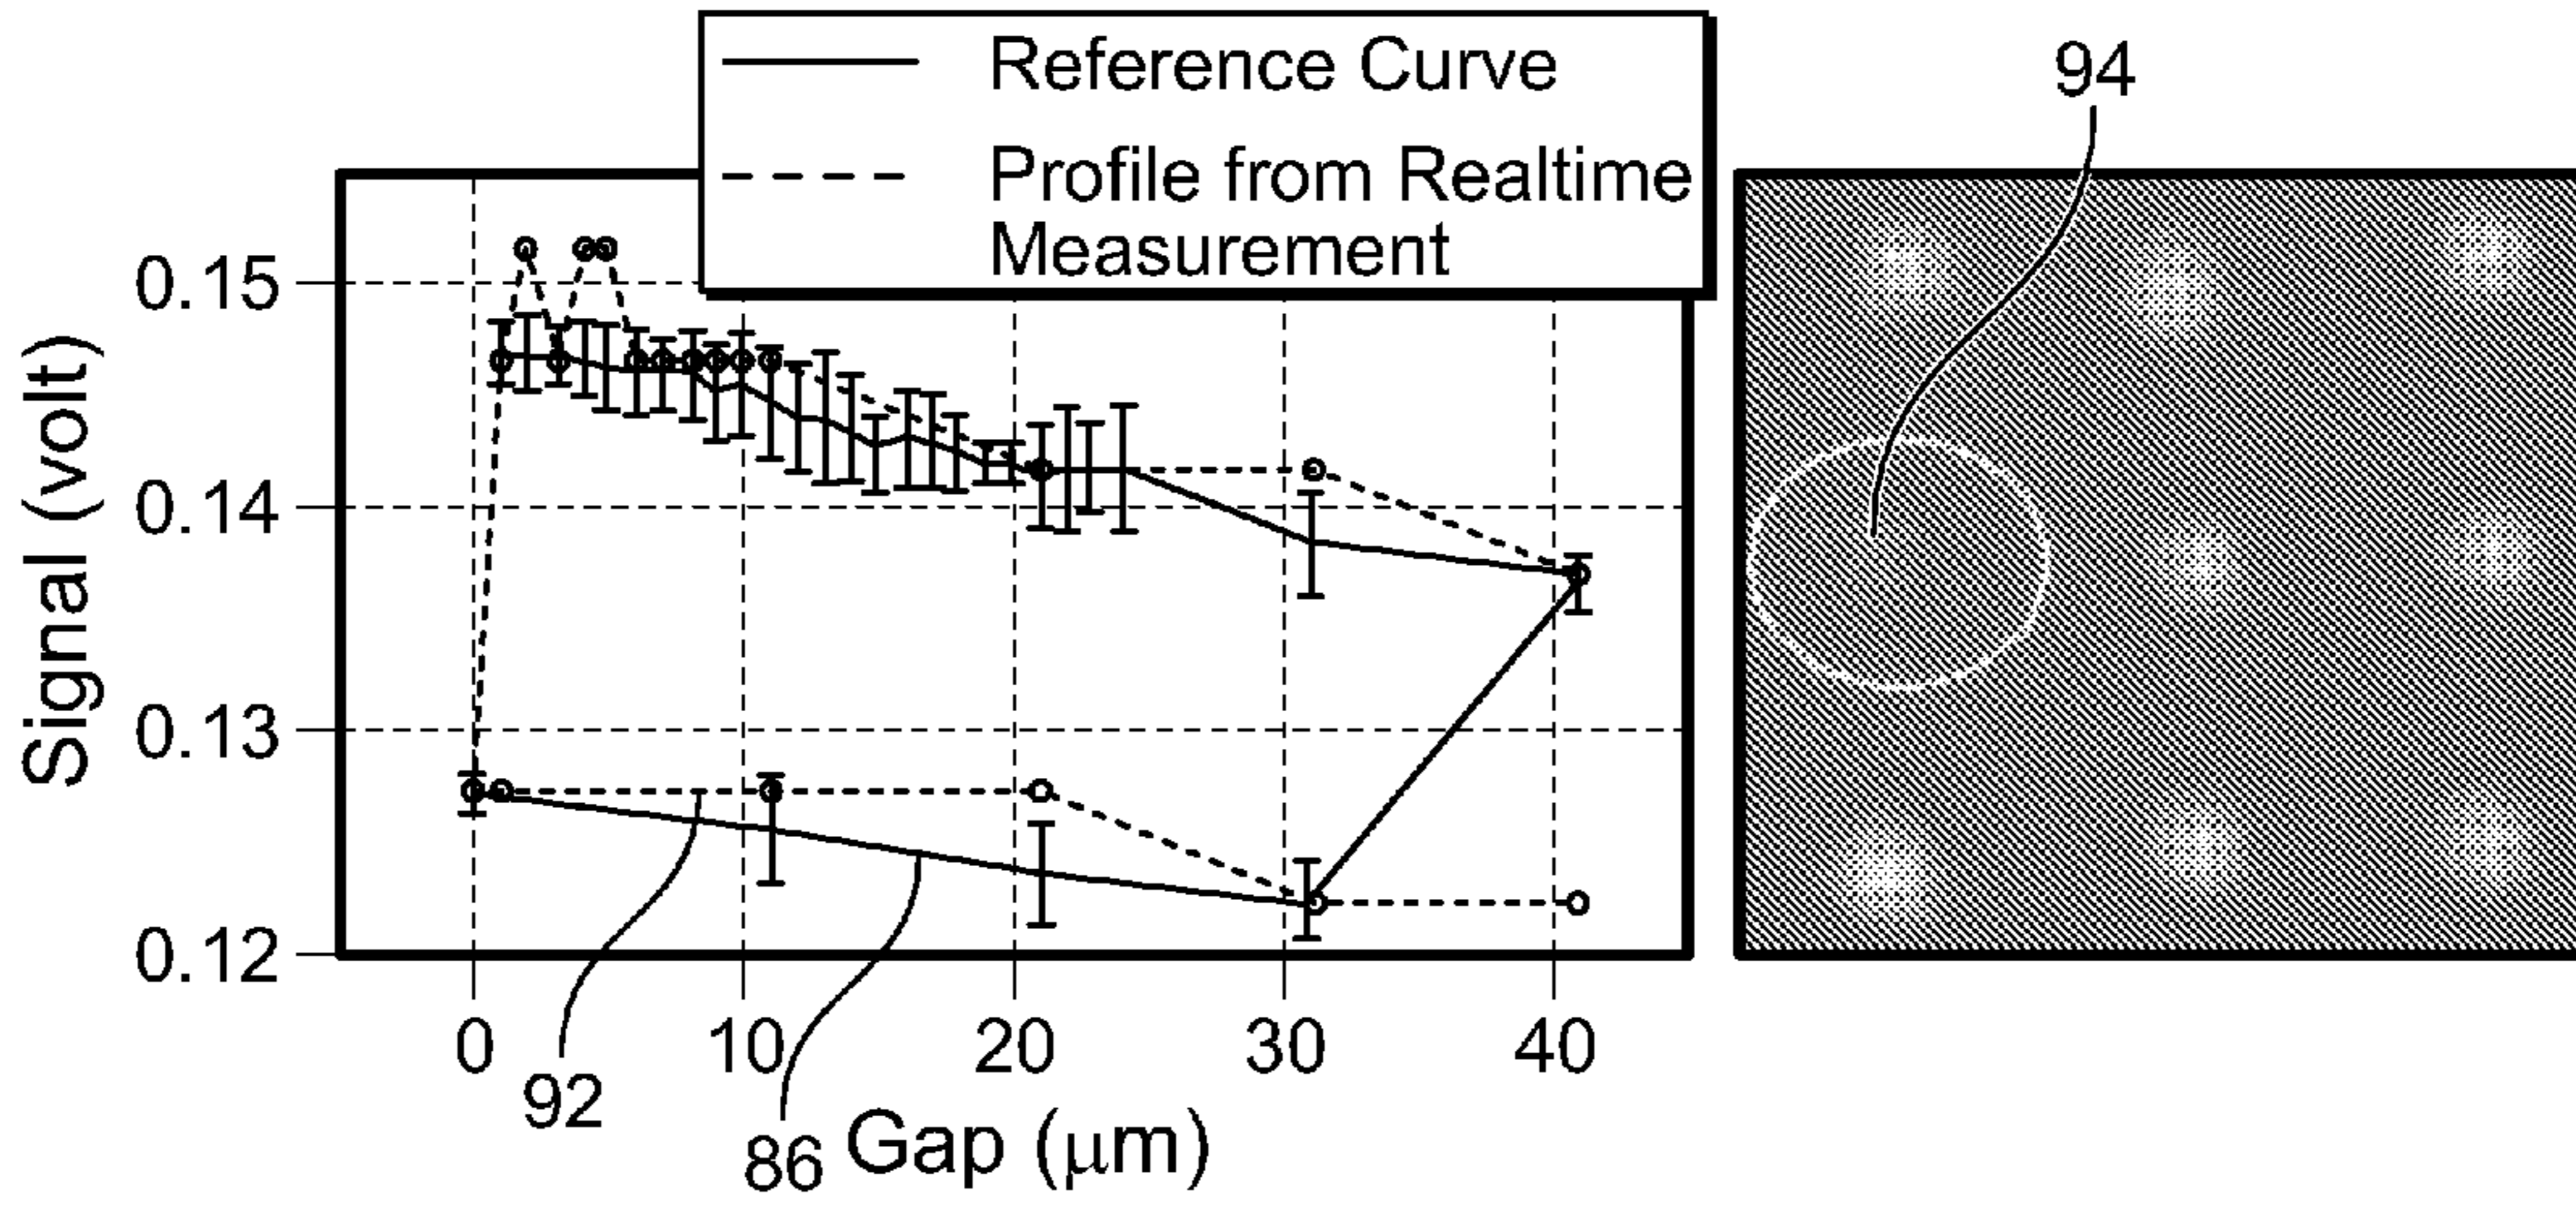 Reference Curve
Profile from Realtime
Measurement
94
Signal (volt)
0.15
0.14
0.13
0.12
0 10 20 30 40
92
86
Gap (μm)